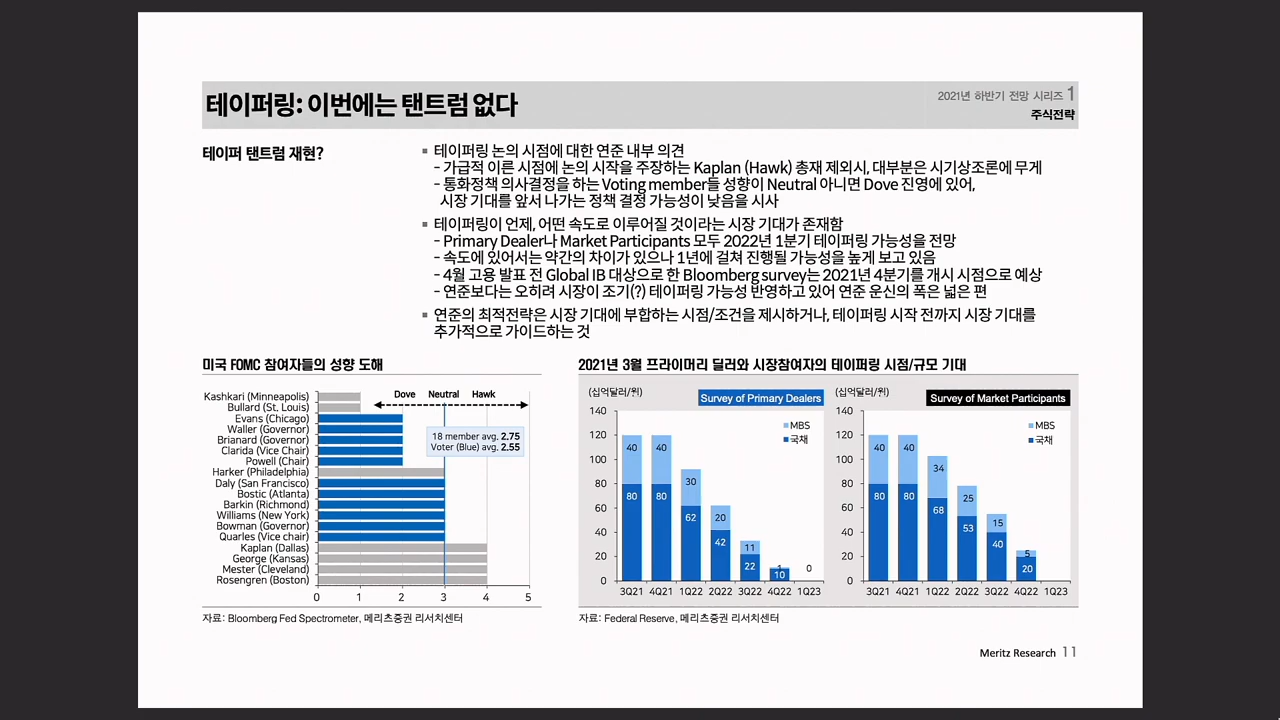 테이퍼링: 이번에는 탠트럼 없다
2021년 하반기 전망 시리즈 1
주식전략
테이퍼 탠트럼 재현?
▪ 테이퍼링 논의 시점에 대한 연준 내부 의견
- 가급적 이른 시점에 논의 시작을 주장하는 Kaplan (Hawk) 총재 제외시, 대부분은 시기상조론에 무게
- 통화정책 의사결정을 하는 Voting member들 성향이 Neutral 아니면 Dove 진영에 있어,
시장 기대를 앞서 나가는 정책 결정 가능성이 낮음을 시사
▪ 테이퍼링이 언제, 어떤 속도로 이루어질 것이라는 시장 기대가 존재함
- Primary Dealer나 Market Participants 모두 2022년 1분기 테이퍼링 가능성을 전망
- 속도에 있어서는 약간의 차이가 있으나 1년에 걸쳐 진행될 가능성을 높게 보고 있음
- 4월 고용 발표 전 Global IB 대상으로 한 Bloomberg survey는 2021년 4분기를 개시 시점으로 예상
- 연준보다는 오히려 시장이 조기(?) 테이퍼링 가능성 반영하고 있어 연준 운신의 폭은 넓은 편
▪ 연준의 최적전략은 시장 기대에 부합하는 시점/조건을 제시하거나, 테이퍼링 시작 전까지 시장 기대를
추가적으로 가이드하는 것
미국 FOMC 참여자들의 성향 도해
Dove Neutral Hawk
18 member avg. 2.75
Voter (Blue) avg. 2.55
Kashkari (Minneapolis)
Bullard (St. Louis)
Evans (Chicago)
Waller (Governor)
Brianard (Governor)
Clarida (Vice Chair)
Powell (Chair)
Harker (Philadelphia)
Daly (San Francisco)
Bostic (Atlanta)
Barkin (Richmond)
Williams (New York)
Bowman (Governor)
Quarles (Vice chair)
Kaplan (Dallas)
George (Kansas)
Mester (Cleveland)
Rosengren (Boston)
0 1 2 3 4 5
자료: Bloomberg Fed Spectrometer, 메리츠증권 리서치센터
2021년 3월 프라이머리 딜러와 시장참여자의 테이퍼링 시점/규모 기대
(십억달러/월)
Survey of Primary Dealers
MBS
국채
140
120
100
80
60
40
20
0
40 40 30 20 11 1 0
80 80 62 42 22 10
3Q21 4Q21 1Q22 2Q22 3Q22 4Q22 1Q23
(십억달러/월)
Survey of Market Participants
MBS
국채
140
120
100
80
60
40
20
0
40 40 34 25 15 5
80 80 68 53 40 20
3Q21 4Q21 1Q22 2Q22 3Q22 4Q22 1Q23
자료: Federal Reserve, 메리츠증권 리서치센터
Meritz Research 11